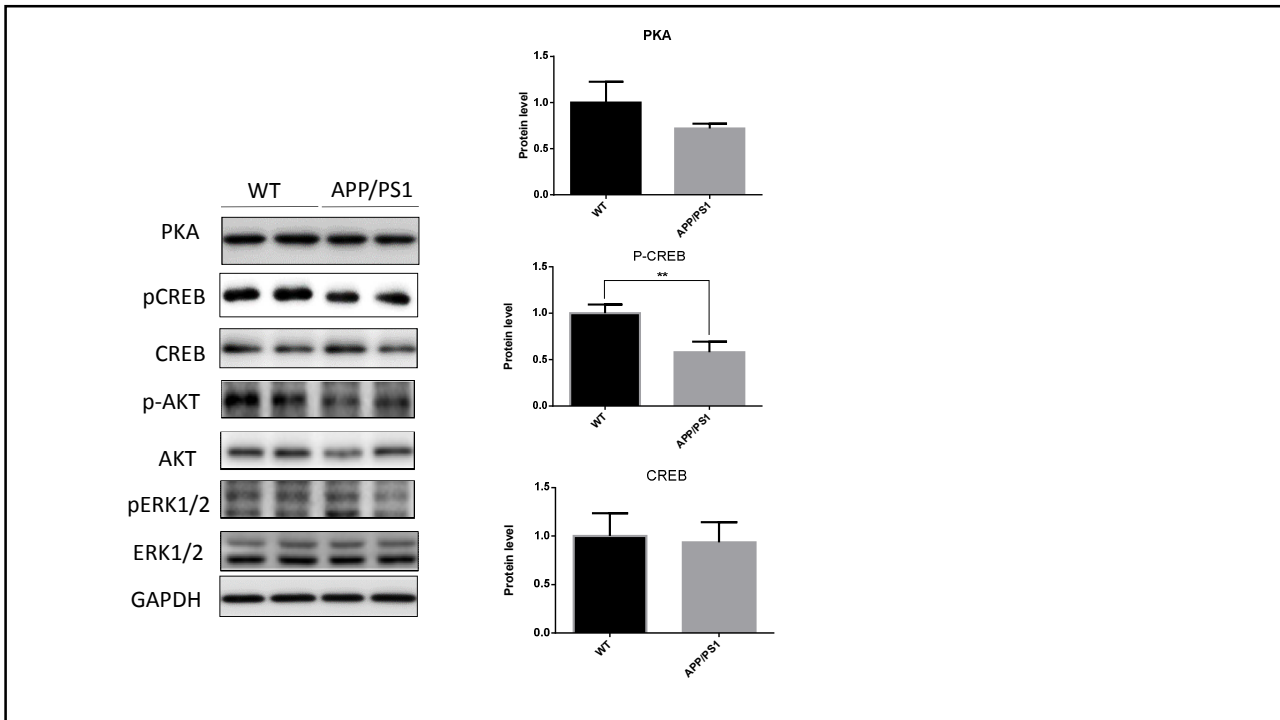 WT APP/PS1
PKA
pCREB
CREB
p-AKT
AKT
pERK1/2
ERK1/2
GAPDH
PKA
Protein level
1.5
1.0
0.5
0.0
WT
APP/PS1
P-CREB
**
Protein level
1.5
1.0
0.5
0.0
WT
APP/PS1
CREB
Protein level
1.5
1.0
0.5
0.0
WT
APP/PS1